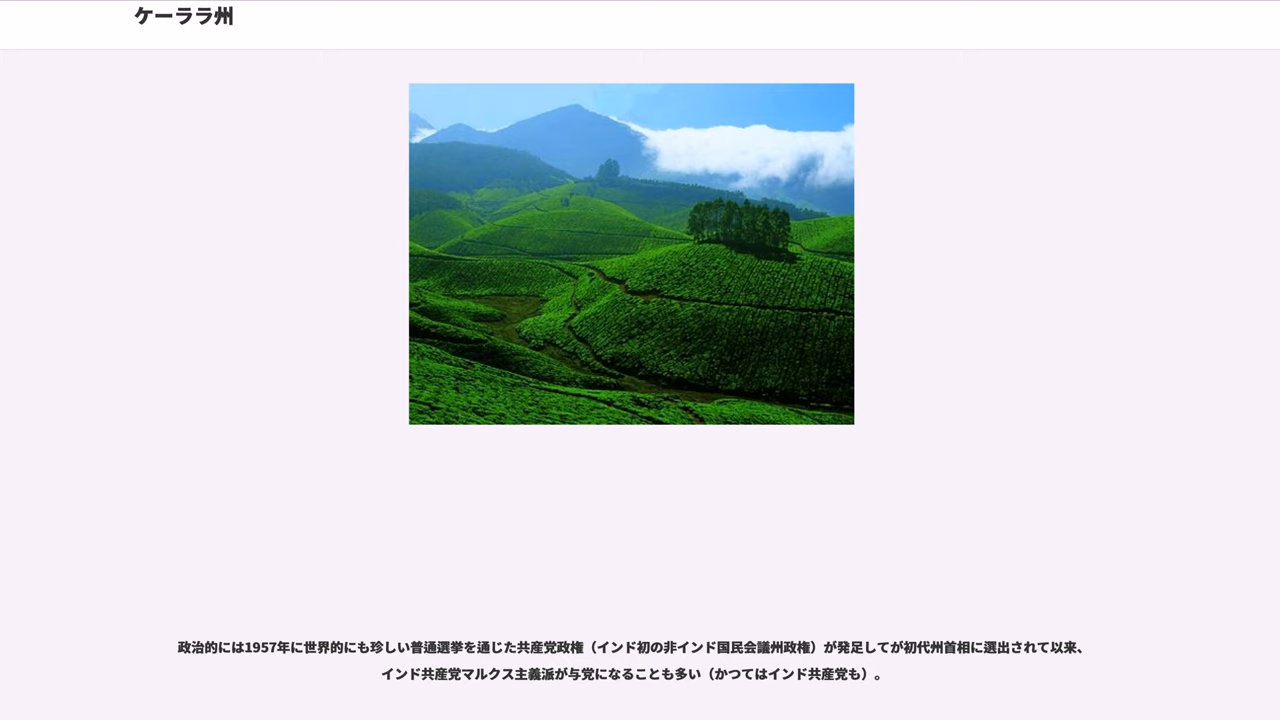 ケーララ州
政治的には1957年に世界的にも珍しい普通選挙を通じた共産党政権（インド初の非インド国民会議州政権）が発足してが初代州首相に選出されて以来、
インド共産党マルクス主義派が与党になることも多い（かつてはインド共産党も）。